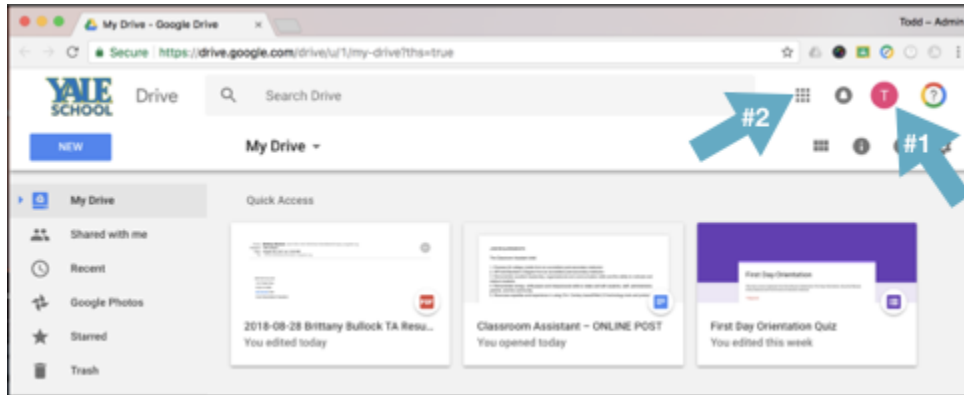 My Drive - Google Drive
Todd – Admin
Secure https://drive.google.com/drive/u/1/my-drive?ths=true
YALE
SCHOOL
Drive
Search Drive
T
?
#2
#1
NEW
My Drive
My Drive
Quick Access
Shared with me
Recent
Google Photos
Starred
Trash
First Day Orientation
PDF
2018-08-28 Brittany Bullock TA Resu...
You edited today
Classroom Assistant – ONLINE POST
You opened today
First Day Orientation Quiz
You edited this week